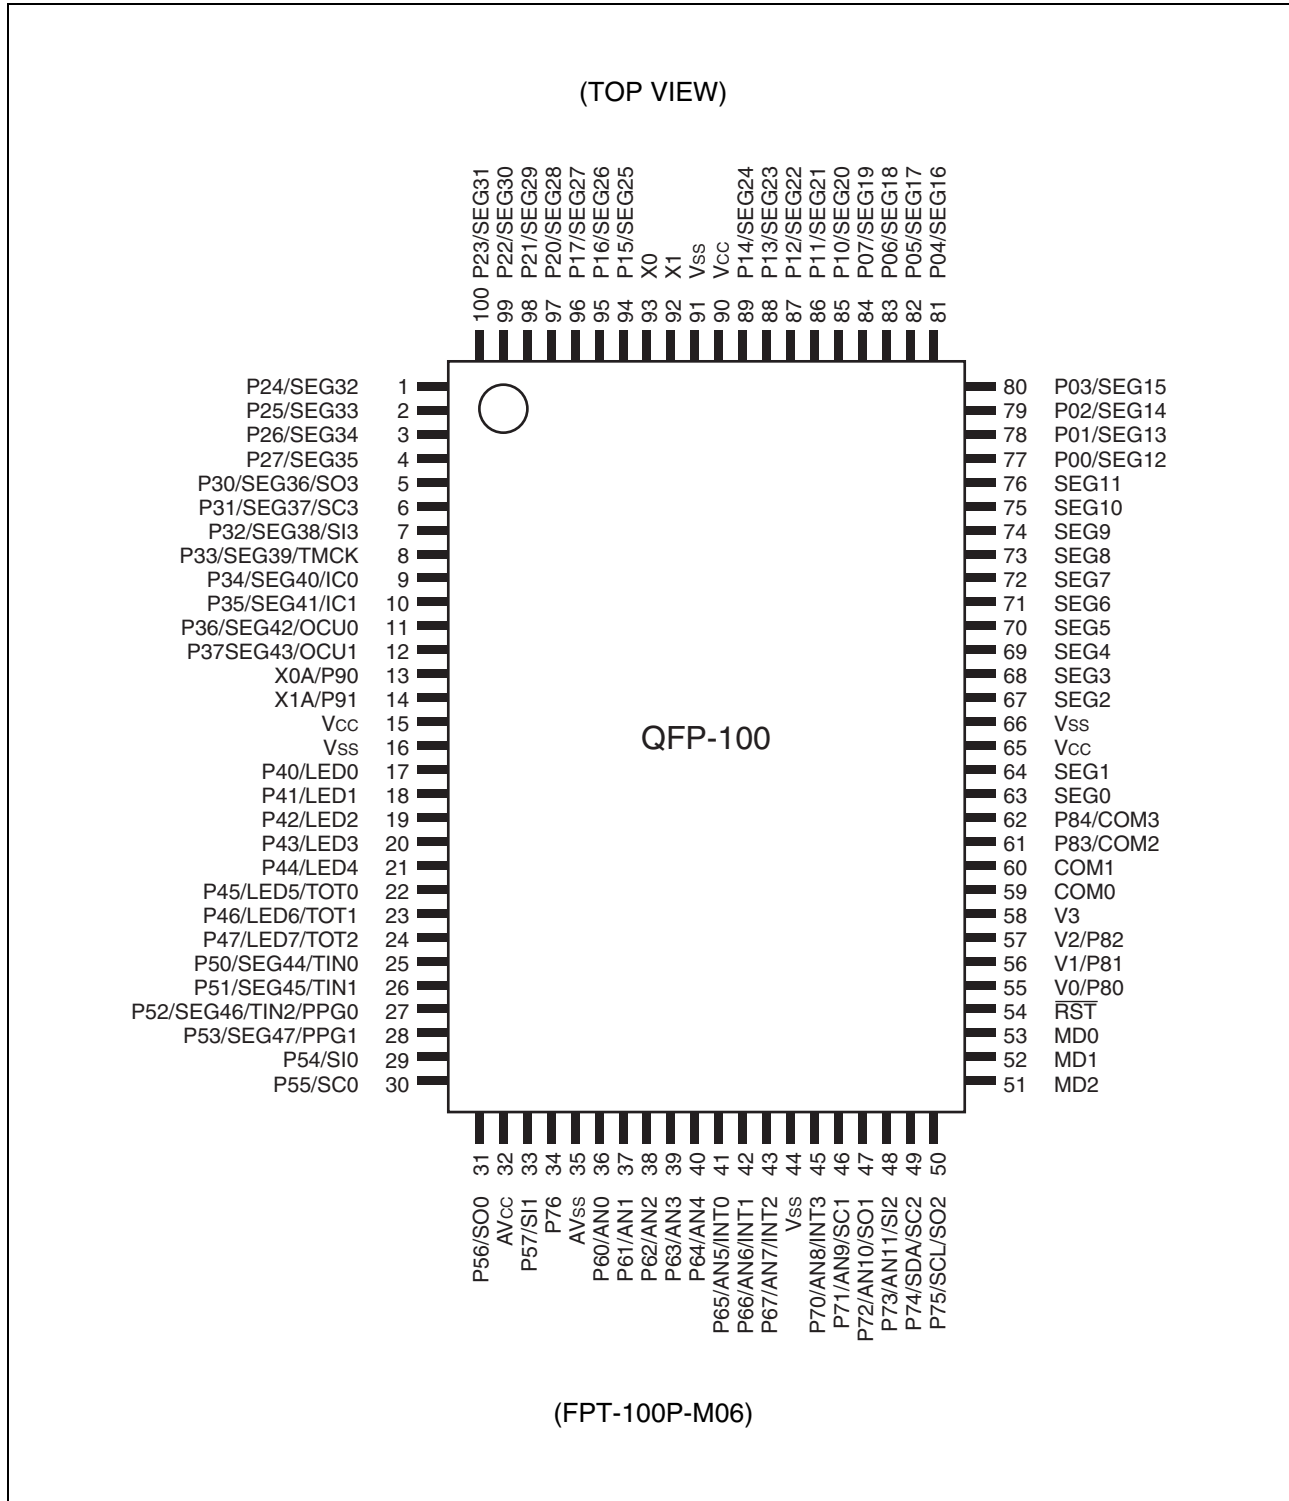 (TOP VIEW)
100 P23/SEG31
99 P22/SEG30
98 P21/SEG29
97 P20/SEG28
96 P17/SEG27
95 P16/SEG26
94 P15/SEG25
93 X0
92 X1
91 Vss
90 Vcc
89 P14/SEG24
88 P13/SEG23
87 P12/SEG22
86 P11/SEG21
85 P10/SEG20
84 P07/SEG19
83 P06/SEG18
82 P05/SEG17
81 P04/SEG16
P24/SEG32 1
P25/SEG33 2
P26/SEG34 3
P27/SEG35 4
P30/SEG36/SO3 5
P31/SEG37/SC3 6
P32/SEG38/SI3 7
P33/SEG39/TMCK 8
P34/SEG40/IC0 9
P35/SEG41/IC1 10
P36/SEG42/OCU0 11
P37SEG43/OCU1 12
X0A/P90 13
X1A/P91 14
Vcc 15
Vss 16
P40/LED0 17
P41/LED1 18
P42/LED2 19
P43/LED3 20
P44/LED4 21
P45/LED5/TOT0 22
P46/LED6/TOT1 23
P47/LED7/TOT2 24
P50/SEG44/TIN0 25
P51/SEG45/TIN1 26
P52/SEG46/TIN2/PPG0 27
P53/SEG47/PPG1 28
P54/SI0 29
P55/SC0 30
QFP-100
80 P03/SEG15
79 P02/SEG14
78 P01/SEG13
77 P00/SEG12
76 SEG11
75 SEG10
74 SEG9
73 SEG8
72 SEG7
71 SEG6
70 SEG5
69 SEG4
68 SEG3
67 SEG2
66 Vss
65 Vcc
64 SEG1
63 SEG0
62 P84/COM3
61 P83/COM2
60 COM1
59 COM0
58 V3
57 V2/P82
56 V1/P81
55 V0/P80
54 RST
53 MD0
52 MD1
51 MD2
P56/SO0 31
AVcc 32
P57/SI1 33
P76 34
AVss 35
P60/AN0 36
P61/AN1 37
P62/AN2 38
P63/AN3 39
P64/AN4 40
P65/AN5/INT0 41
P66/AN6/INT1 42
P67/AN7/INT2 43
Vss 44
P70/AN8/INT3 45
P71/AN9/SC1 46
P72/AN10/SO1 47
P73/AN11/SI2 48
P74/SDA/SC2 49
P75/SCL/SO2 50
(FPT-100P-M06)